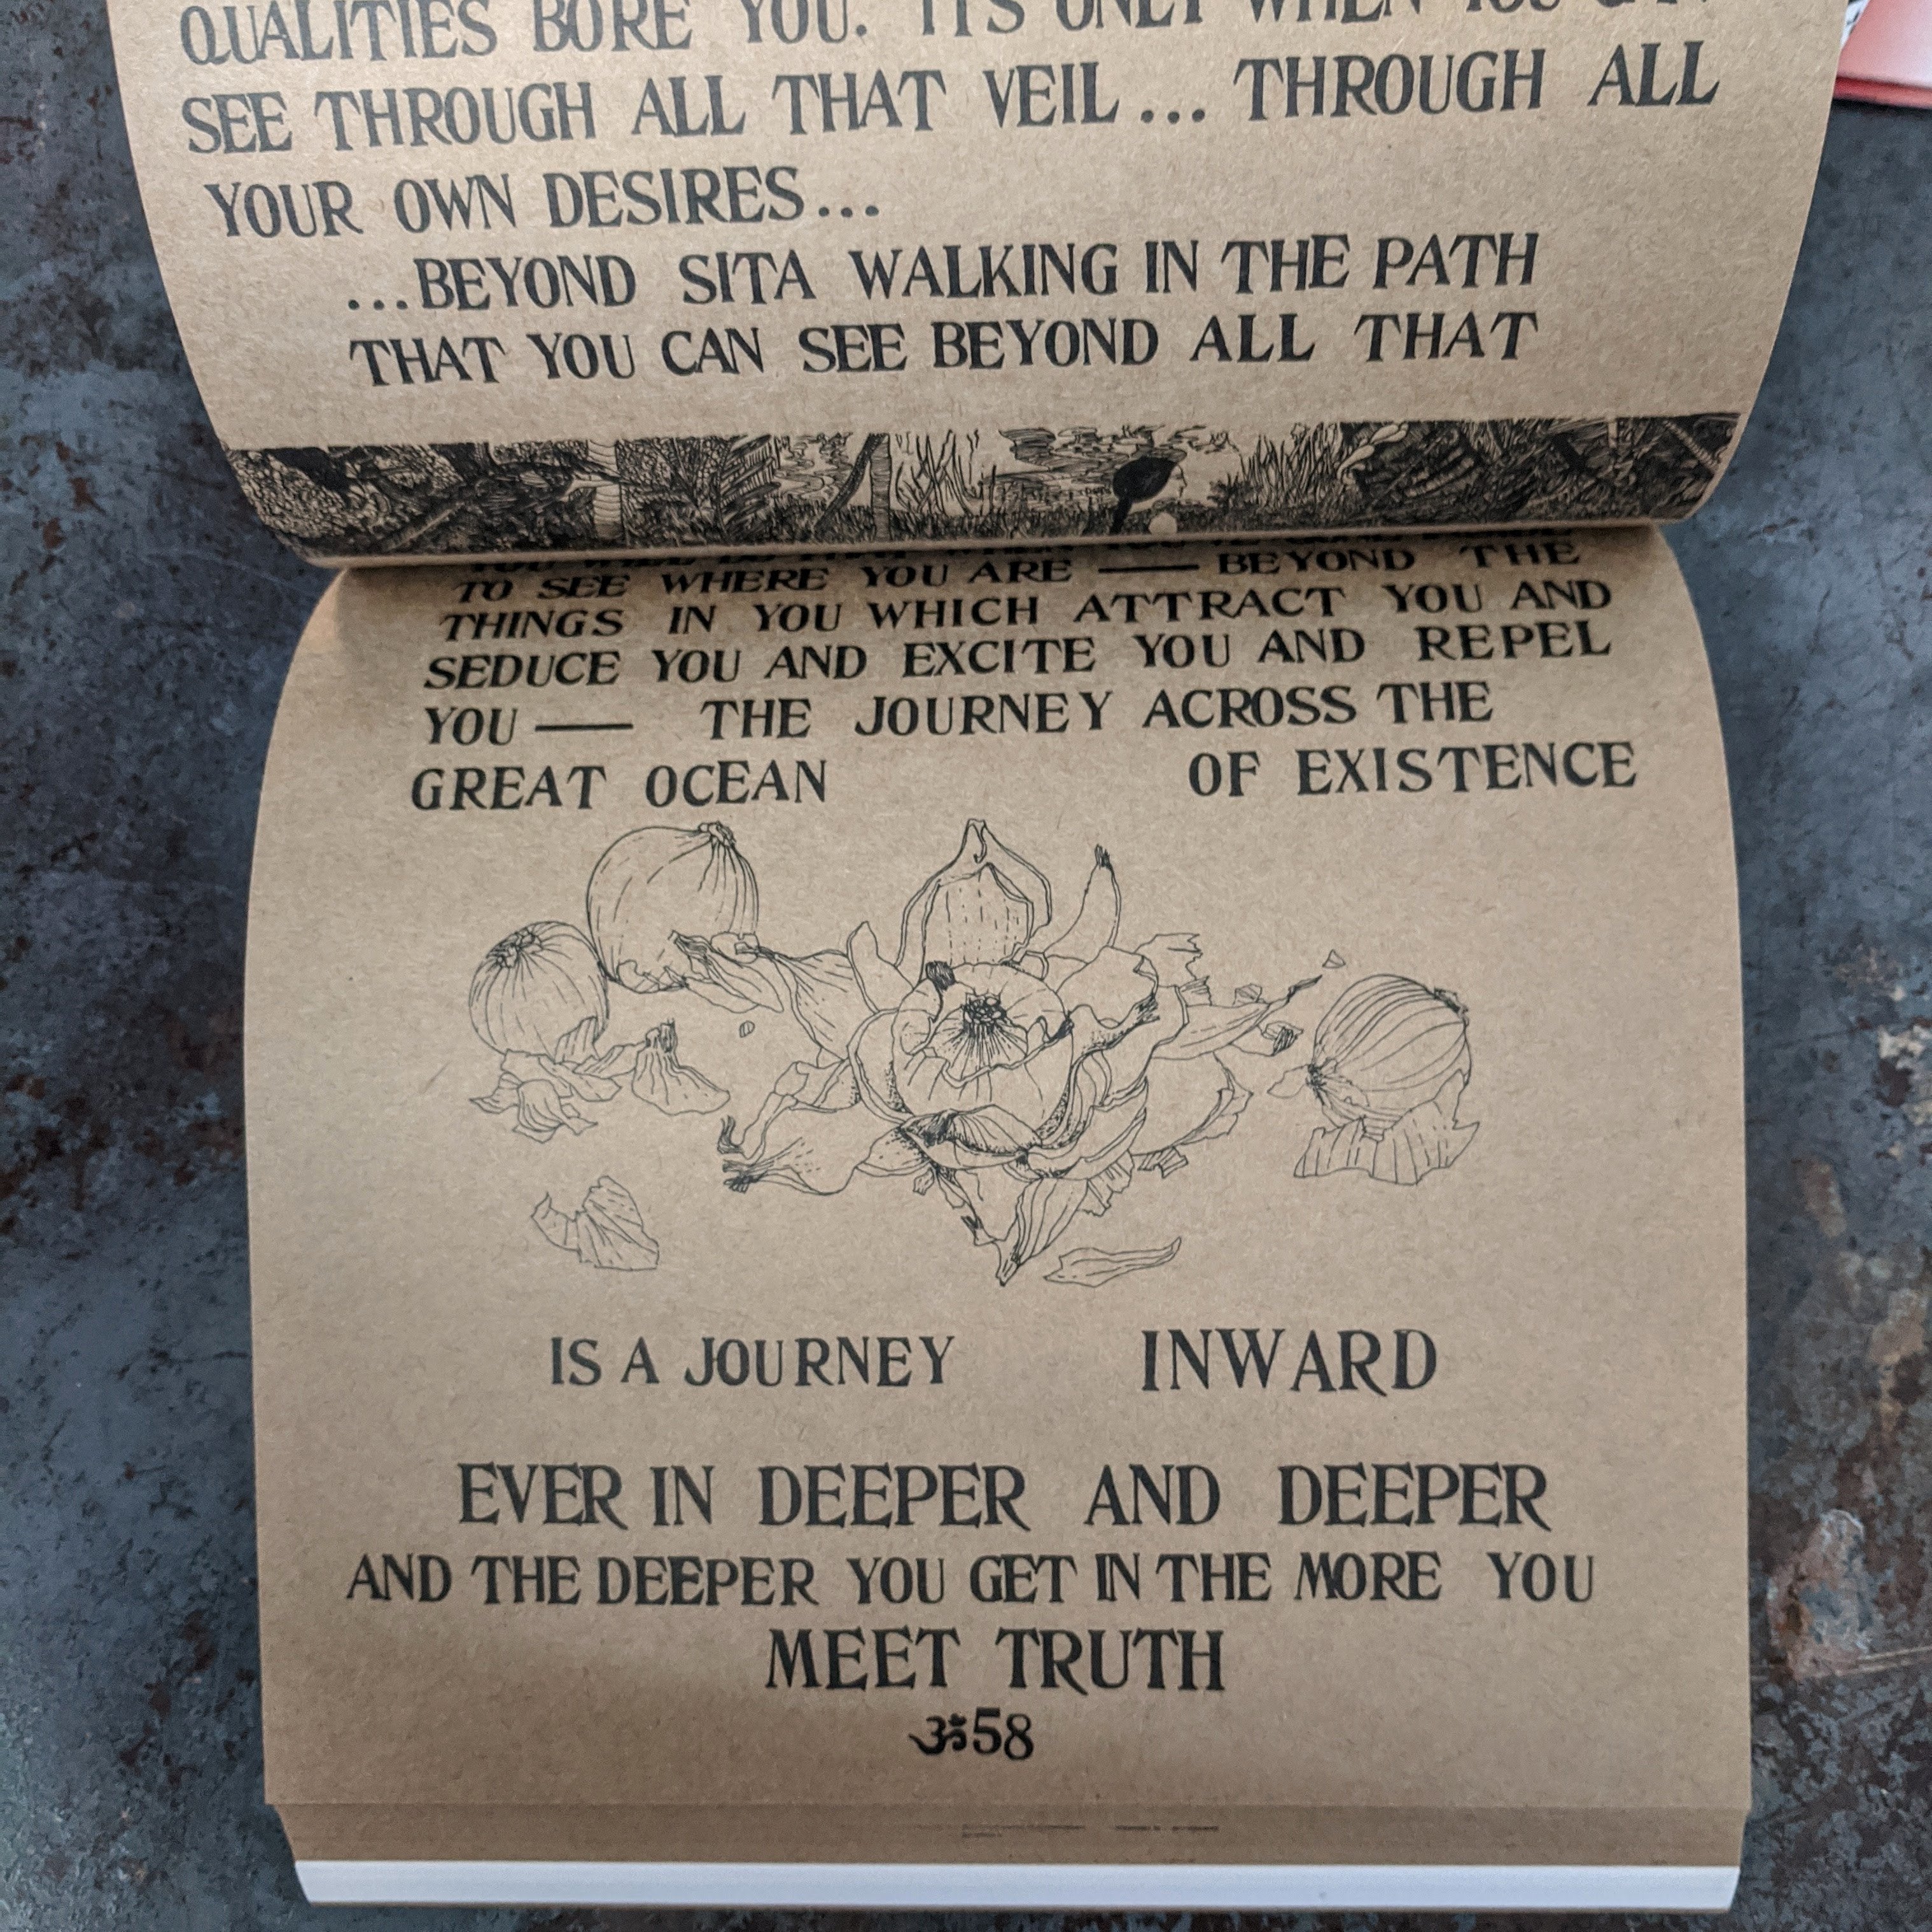 QUALITIES BORE YOU. IT'S ONLY WHEN YOU CAN
SEE THROUGH ALL THAT VEIL... THROUGH ALL
YOUR OWN DESIRES...
...BEYOND SITA WALKING IN THE PATH
THAT YOU CAN SEE BEYOND ALL THAT
TO SEE WHERE YOU ARE — BEYOND THE
THINGS IN YOU WHICH ATTRACT YOU AND
SEDUCE YOU AND EXCITE YOU AND REPEL
YOU — THE JOURNEY ACROSS THE
GREAT OCEAN OF EXISTENCE
IS A JOURNEY INWARD
EVER IN DEEPER AND DEEPER
AND THE DEEPER YOU GET IN THE MORE YOU
MEET TRUTH
ॐ58